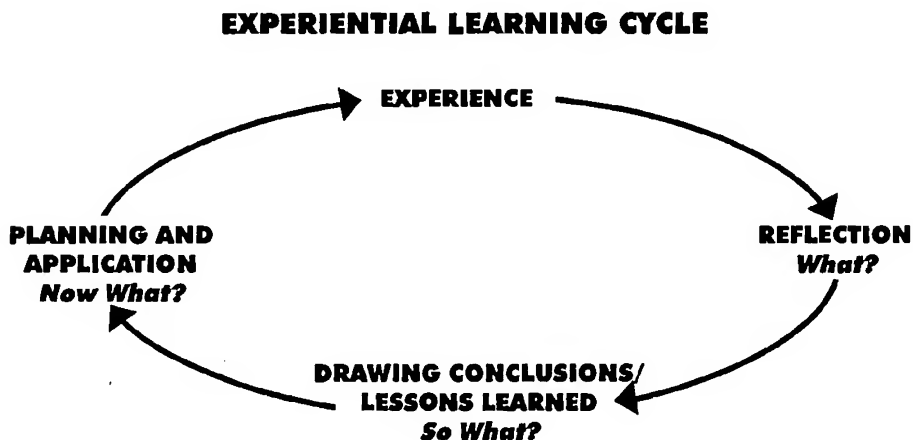 EXPERIENTIAL LEARNING CYCLE
EXPERIENCE
REFLECTION
What?
DRAWING CONCLUSIONS/
LESSONS LEARNED
So What?
PLANNING AND
APPLICATION
Now What?